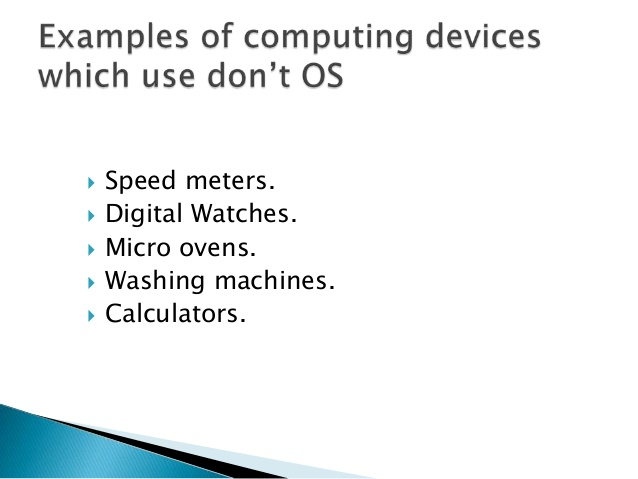 Examples of computing devices
which use don’t OS
Speed meters.
Digital Watches.
Micro ovens.
Washing machines.
Calculators.